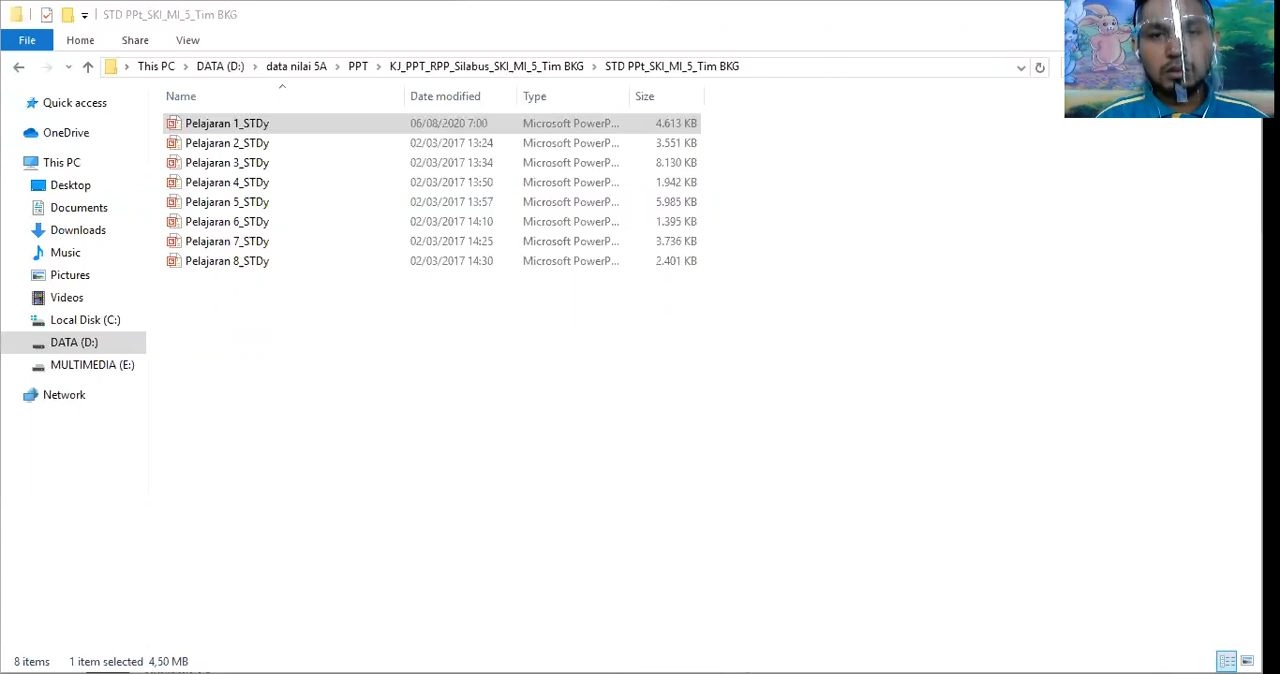 STD PPt_SKI_MI_5_Tim BKG
File Home Share View
This PC DATA (D:) data nilai 5A PPT KJ_PPT_RPP_Silabus_SKI_MI_5_Tim BKG STD PPt_SKI_MI_5_Tim BKG
Name Date modified Type Size
Pelajaran 1_STDy 06/08/2020 7:00 Microsoft PowerP... 4.613 KB
Pelajaran 2_STDy 02/03/2017 13:24 Microsoft PowerP... 3.551 KB
Pelajaran 3_STDy 02/03/2017 13:34 Microsoft PowerP... 8.130 KB
Pelajaran 4_STDy 02/03/2017 13:50 Microsoft PowerP... 1.942 KB
Pelajaran 5_STDy 02/03/2017 13:57 Microsoft PowerP... 5.985 KB
Pelajaran 6_STDy 02/03/2017 14:10 Microsoft PowerP... 1.395 KB
Pelajaran 7_STDy 02/03/2017 14:25 Microsoft PowerP... 3.736 KB
Pelajaran 8_STDy 02/03/2017 14:30 Microsoft PowerP... 2.401 KB
Quick access
OneDrive
This PC
Desktop
Documents
Downloads
Music
Pictures
Videos
Local Disk (C:)
DATA (D:)
MULTIMEDIA (E:)
Network
8 items 1 item selected 4,50 MB